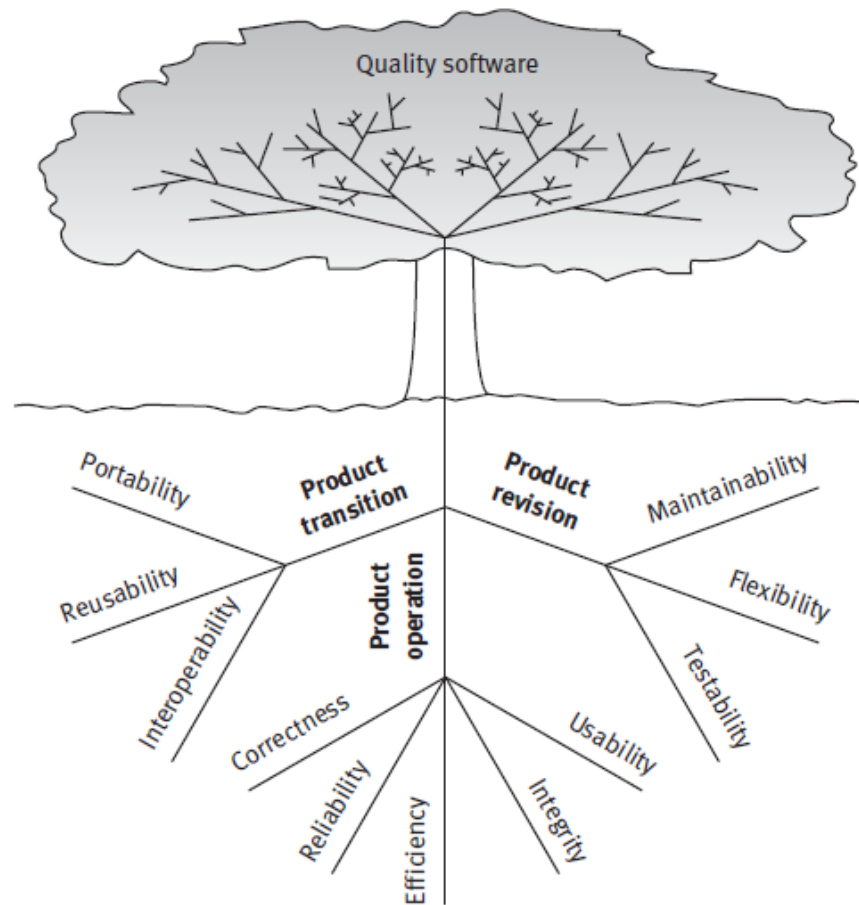 Quality software
Product
transition
Product
revision
Portability
Maintainability
Reusability
Flexibility
Interoperability
Product
operation
Testability
Correctness
Usability
Reliability
Efficiency
Integrity